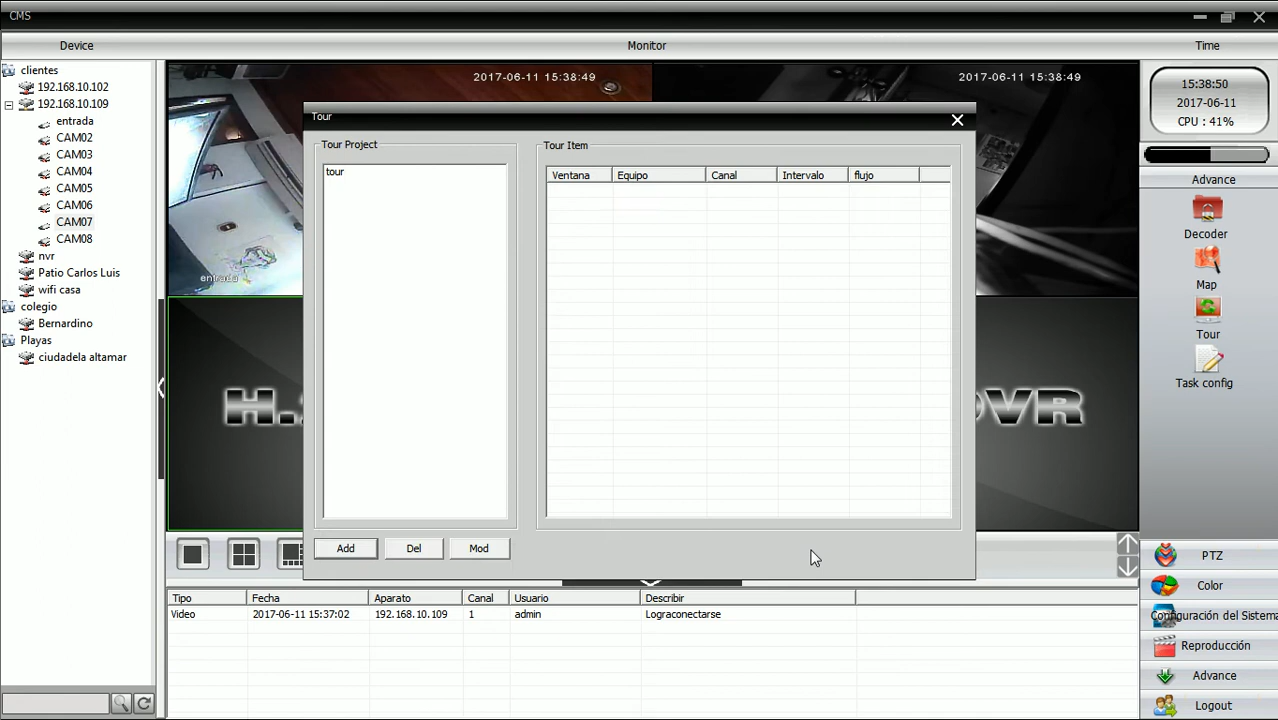 CMS
Device
Monitor
Time
clientes
192.168.10.102
192.168.10.109
entrada
CAM02
CAM03
CAM04
CAM05
CAM06
CAM07
CAM08
nvr
Patio Carlos Luis
wifi casa
colegio
Bernardino
Playas
ciudadela altamar
2017-06-11 15:38:49
2017-06-11 15:38:49
entrada
H.
DVR
Tour
Tour Project
tour
Tour Item
Ventana Equipo Canal Intervalo flujo
Add Del Mod
15:38:50
2017-06-11
CPU : 41%
Advance
Decoder
Map
Tour
Task config
PTZ
Color
Configuración del Sistema
Reproducción
Advance
Logout
Tipo Fecha Aparato Canal Usuario Describir
Video 2017-06-11 15:37:02 192.168.10.109 1 admin Lograconectarse